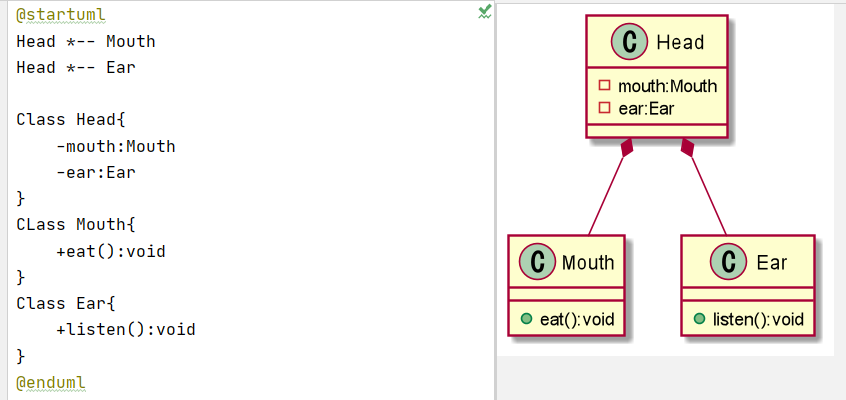 @startuml
Head *-- Mouth
Head *-- Ear
Class Head{
-mouth:Mouth
-ear:Ear
}
CLass Mouth{
+eat():void
}
Class Ear{
+listen():void
}
@enduml
C Head
mouth:Mouth
ear:Ear
C Mouth
eat():void
C Ear
listen():void